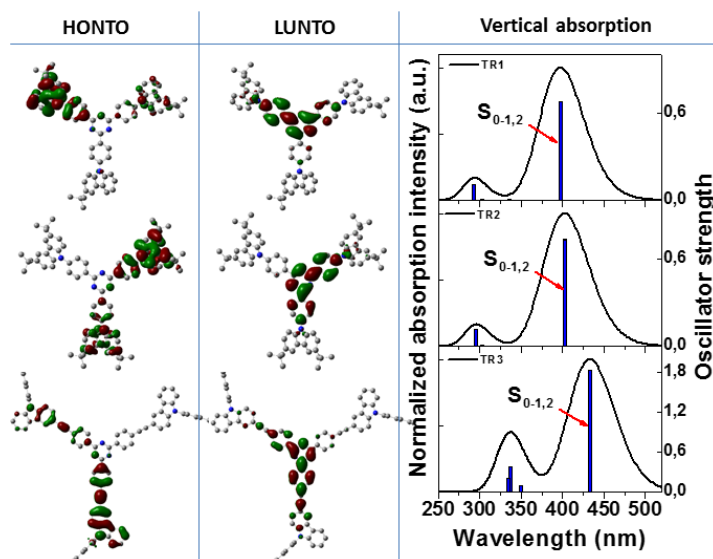 HONTO LUNTO Vertical absorption
TR1
S0-1,2
0,6
0,0
TR2
S0-1,2
0,6
0,0
TR3
S0-1,2
1.8
1,2
0,6
0,0
250 300 350 400 450 500
Wavelength (nm)
Normalized absorption intensity (a.u.)
Oscillator strength